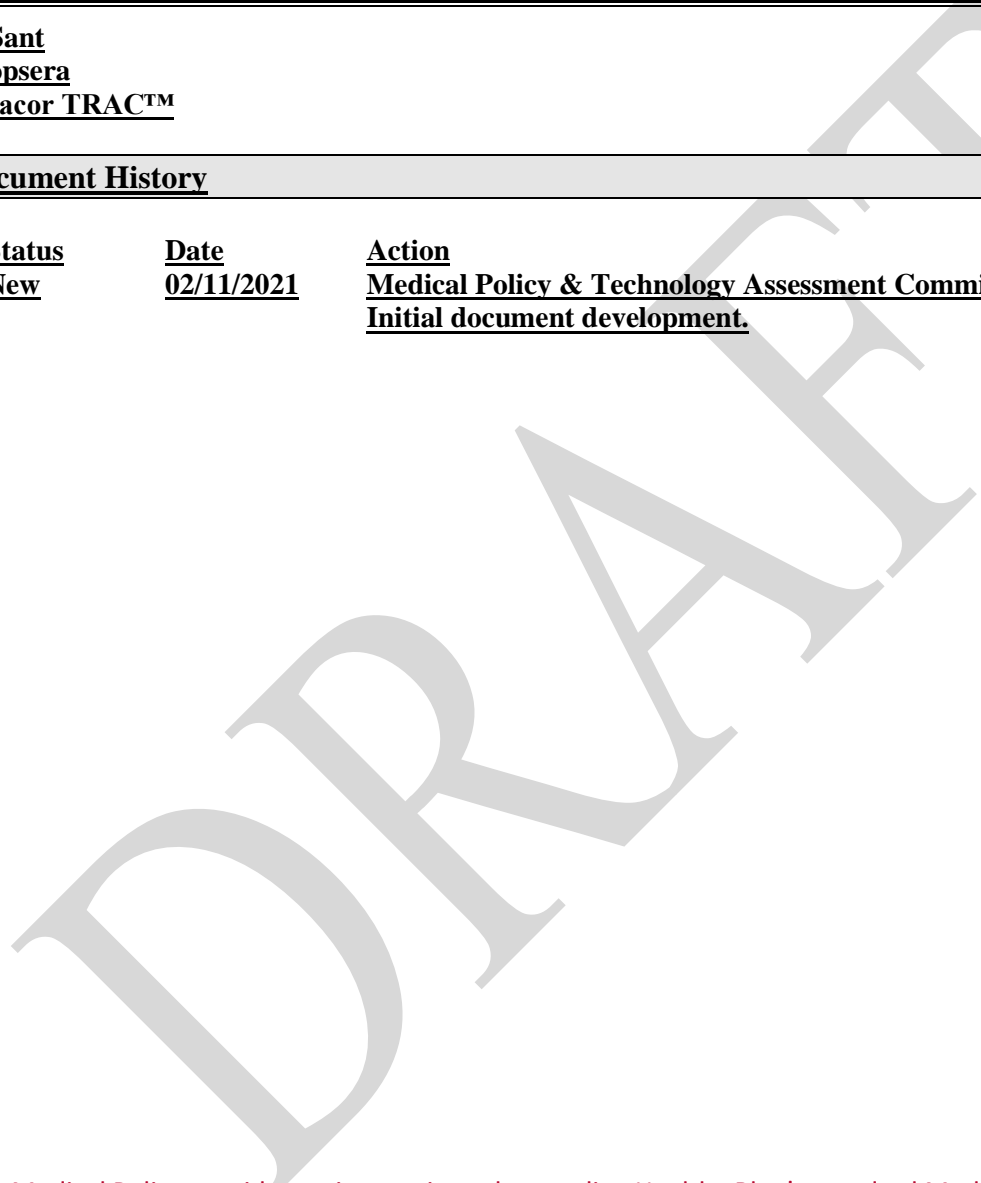 Sant
opsera
acor TRAC™
cument History
tatus Date Action
New 02/11/2021 Medical Policy & Technology Assessment Commi
Initial document development.
DRAFT